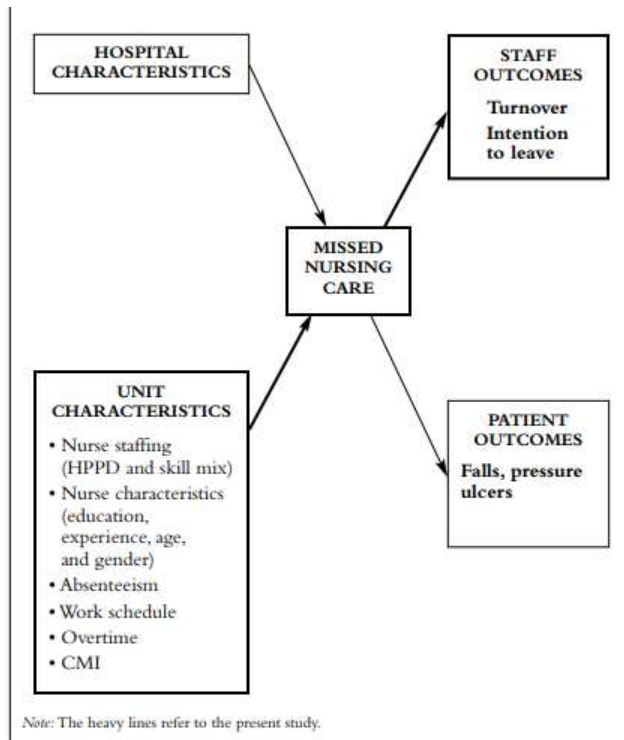 HOSPITAL
CHARACTERISTICS
STAFF
OUTCOMES
Turnover
Intention
to leave
MISSED
NURSING
CARE
UNIT
CHARACTERISTICS
• Nurse staffing
(HPPD and skill mix)
• Nurse characteristics
(education,
experience, age,
and gender)
• Absenteeism
• Work schedule
• Overtime
• CMI
PATIENT
OUTCOMES
Falls, pressure
ulcers
Note: The heavy lines refer to the present study.